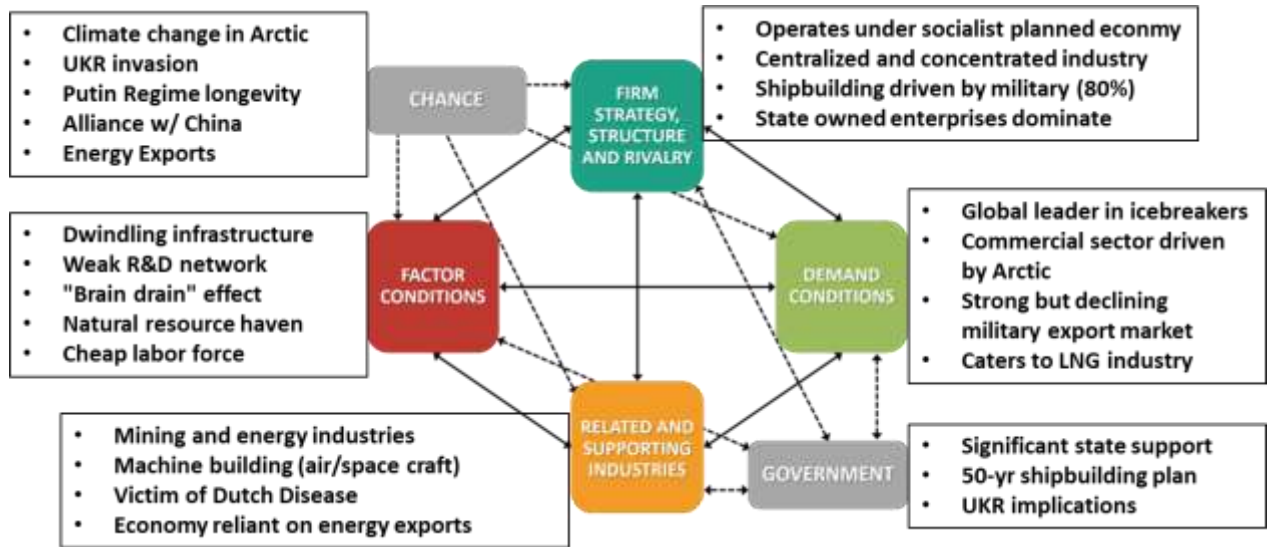 • Climate change in Arctic
• UKR invasion
• Putin Regime longevity
• Alliance w/ China
• Energy Exports
CHANCE
FIRM
STRATEGY,
STRUCTURE
AND RIVALRY
• Operates under socialist planned econmy
• Centralized and concentrated industry
• Shipbuilding driven by military (80%)
• State owned enterprises dominate
• Dwindling infrastructure
• Weak R&D network
• "Brain drain" effect
• Natural resource haven
• Cheap labor force
FACTOR
CONDITIONS
DEMAND
CONDITIONS
• Global leader in icebreakers
• Commercial sector driven
by Arctic
• Strong but declining
military export market
• Caters to LNG industry
• Mining and energy industries
• Machine building (air/space craft)
• Victim of Dutch Disease
• Economy reliant on energy exports
RELATED AND
SUPPORTING
INDUSTRIES
GOVERNMENT
• Significant state support
• 50-yr shipbuilding plan
• UKR implications